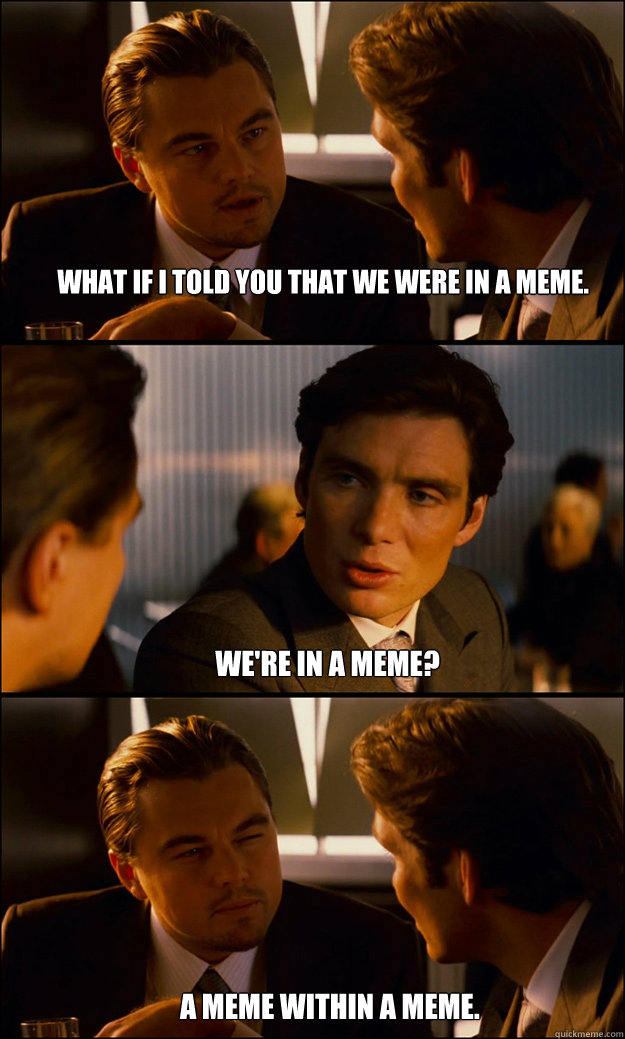 WHAT IF I TOLD YOU THAT WE WERE IN A MEME.
WE'RE IN A MEME?
A MEME WITHIN A MEME.
quickmeme.com